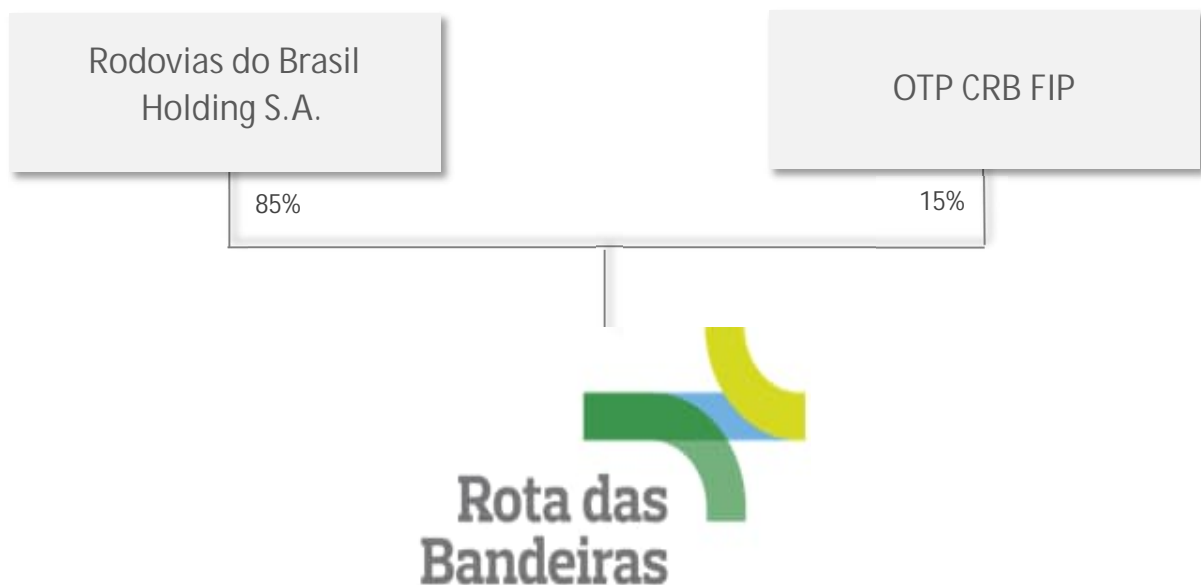 Rodovias do Brasil
Holding S.A.
OTP CRB FIP
85%
15%
Rota das
Bandeiras